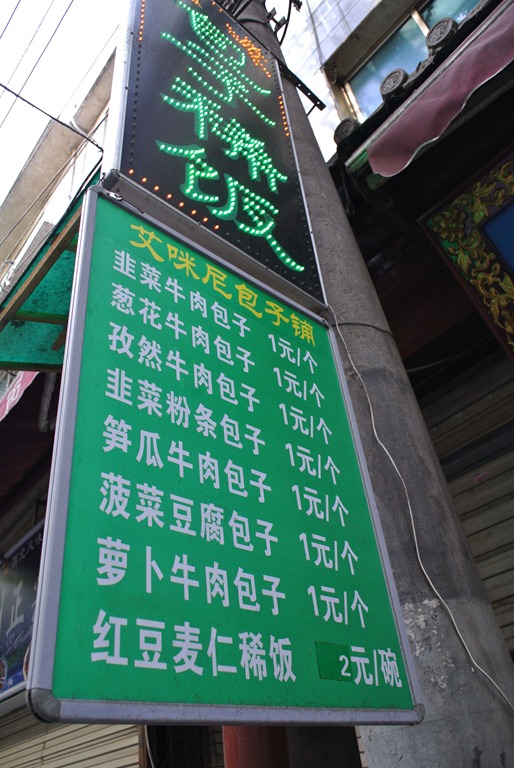 艾咪尼包子铺
韭菜牛肉包子 1元/个
葱花牛肉包子 1元/个
孜然牛肉包子 1元/个
韭菜粉条包子 1元/个
笋瓜牛肉包子 1元/个
菠菜豆腐包子 1元/个
萝卜牛肉包子 1元/个
红豆麦仁稀饭 2元/碗